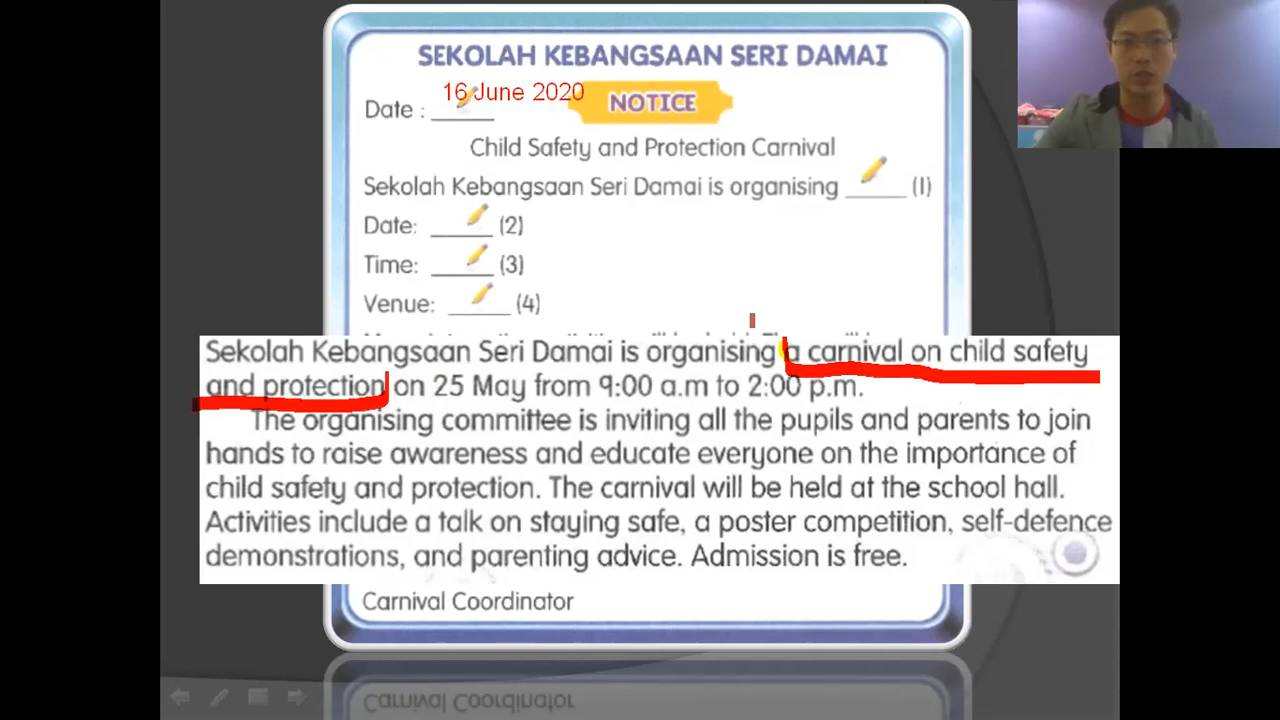 SEKOLAH KEBANGSAAN SERI DAMAI
16 June 2020
Date : ______ NOTICE
Child Safety and Protection Carnival
Sekolah Kebangsaan Seri Damai is organising ______ (1)
Date: ______ (2)
Time: ______ (3)
Venue: ______ (4)
Sekolah Kebangsaan Seri Damai is organising a carnival on child safety
and protection on 25 May from 9:00 a.m to 2:00 p.m.
The organising committee is inviting all the pupils and parents to join
hands to raise awareness and educate everyone on the importance of
child safety and protection. The carnival will be held at the school hall.
Activities include a talk on staying safe, a poster competition, self-defence
demonstrations, and parenting advice. Admission is free.
Carnival Coordinator